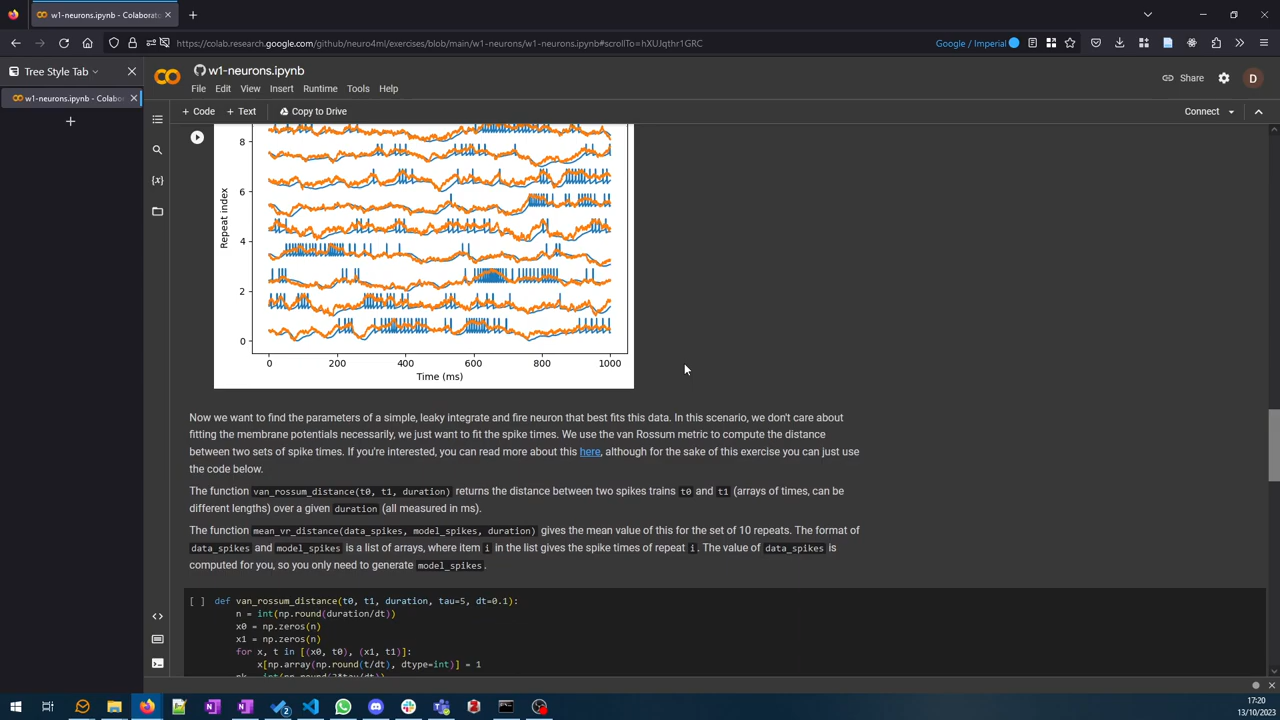 w1-neurons.ipynb - Colaborato
https://colab.research.google.com/github/neuro4ml/exercises/blob/main/w1-neurons/w1-neurons.ipynb#scrollTo=hXUJqthr1GRC
Google / Imperial
Tree Style Tab
w1-neurons.ipynb - Colabo
w1-neurons.ipynb
File Edit View Insert Runtime Tools Help
Share
D
+ Code + Text Copy to Drive
Connect
8
6
4
2
0
Repeat index
0 200 400 600 800 1000
Time (ms)
Now we want to find the parameters of a simple, leaky integrate and fire neuron that best fits this data. In this scenario, we don't care about
fitting the membrane potentials necessarily, we just want to fit the spike times. We use the van Rossum metric to compute the distance
between two sets of spike times. If you're interested, you can read more about this here, although for the sake of this exercise you can just use
the code below.
The function van_rossum_distance(t0, t1, duration) returns the distance between two spikes trains t0 and t1 (arrays of times, can be
different lengths) over a given duration (all measured in ms).
The function mean_vr_distance(data_spikes, model_spikes, duration) gives the mean value of this for the set of 10 repeats. The format of
data_spikes and model_spikes is a list of arrays, where item i in the list gives the spike times of repeat i. The value of data_spikes is
computed for you, so you only need to generate model_spikes.
[ ] def van_rossum_distance(t0, t1, duration, tau=5, dt=0.1):
n = int(np.round(duration/dt))
x0 = np.zeros(n)
x1 = np.zeros(n)
for x, t in [(x0, t0), (x1, t1)]:
x[np.array(np.round(t/dt), dtype=int)] = 1
17:20
13/10/2023